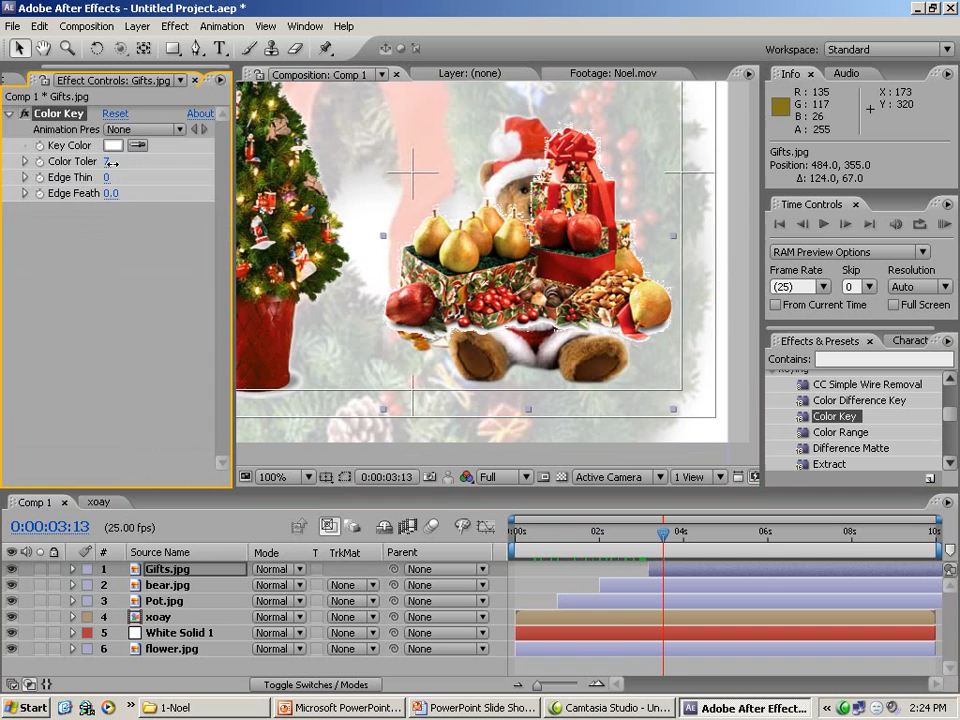 Adobe After Effects - Untitled Project.aep *
File Edit Composition Layer Effect Animation View Window Help
Workspace: Standard
Effect Controls: Gifts.jpg
Composition: Comp 1
Layer: (none)
Footage: Noel.mov
Info
Audio
Comp 1 * Gifts.jpg
fx Color Key Reset About
Animation Pres None
Key Color
Color Toler 7
Edge Thin 0
Edge Feath 0.0
R: 135
G: 117
B: 26
A: 255
X: 173
Y: 320
Gifts.jpg
Position: 484.0, 355.0
Δ: 124.0, 67.0
Time Controls
RAM Preview Options
Frame Rate Skip Resolution
(25) 0 Auto
From Current Time Full Screen
Effects & Presets Charact
Contains:
Keying
CC Simple Wire Removal
Color Difference Key
Color Key
Color Range
Difference Matte
Extract
100% 0:00:03:13 Full Active Camera 1 View
Comp 1 xoay
0:00:03:13 (25.00 fps)
:00s 02s 04s 06s 08s 10s
# Source Name Mode T TrkMat Parent
1 Gifts.jpg Normal None
2 bear.jpg Normal None None
3 Pot.jpg Normal None None
4 xoay Normal None None
5 White Solid 1 Normal None None
6 flower.jpg Normal None None
Toggle Switches / Modes
Start » 1-Noel Microsoft PowerPoint... PowerPoint Slide Sho... Camtasia Studio - Un... Adobe After Effect... « 2:24 PM